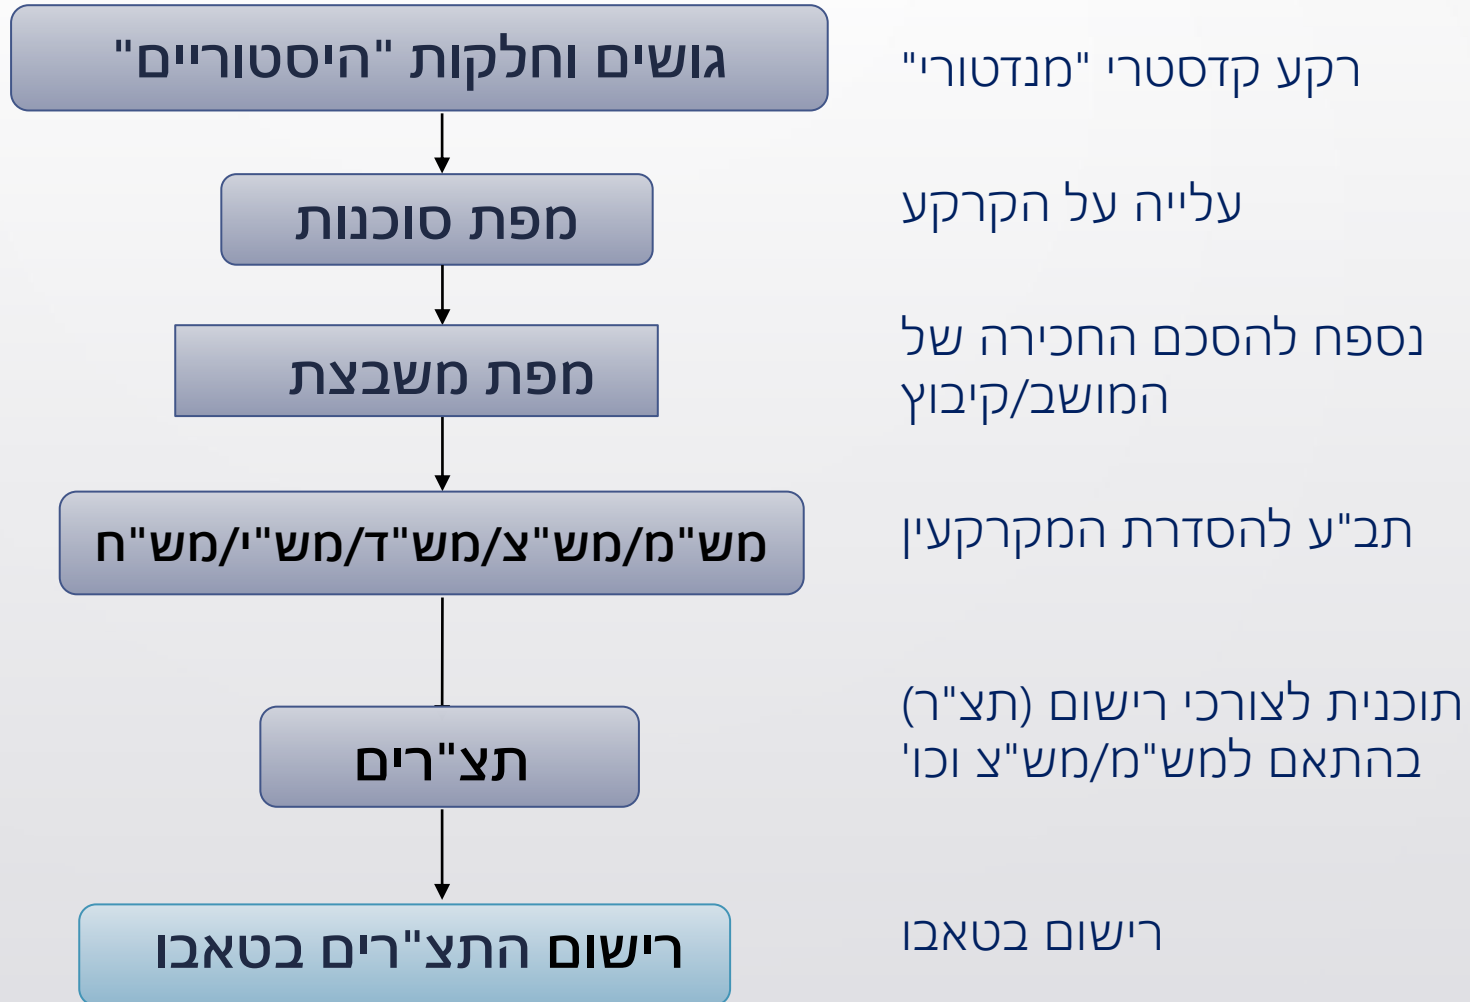 גושים וחלקות "היסטוריים"
רקע קדסטרי "מנדטורי"
מפת סוכנות
עלייה על הקרקע
מפת משבצת
נספח להסכם החכירה של
המושב/קיבוץ
מש"מ/מש"צ/מש"ד/מש"י/מש"ח
תב"ע להסדרת המקרקעין
תצ"רים
תוכנית לצורכי רישום (תצ"ר)
בהתאם למש"מ/מש"צ וכו'
רישום התצ"רים בטאבו
רישום בטאבו